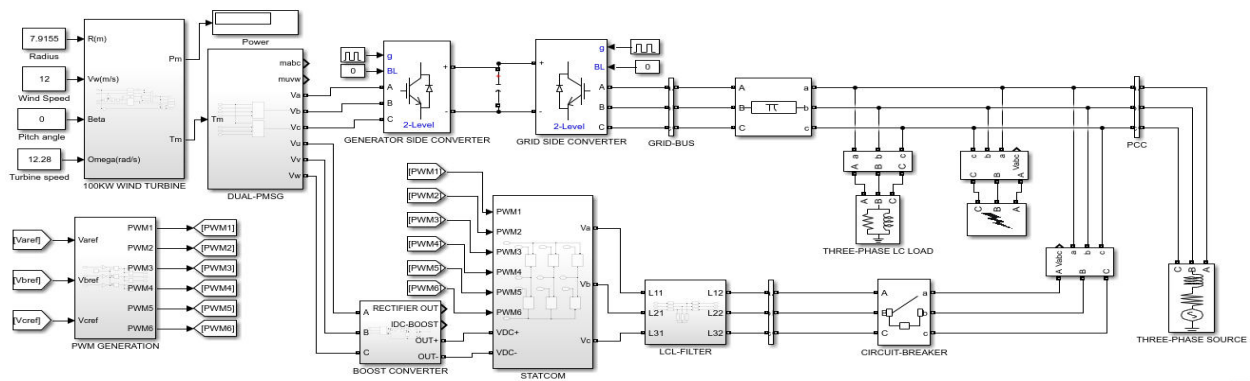 7.9155
Radius
12
Wind Speed
0
Pitch angle
12.28
Turbine speed
R(m)
Vw(m/s)
Beta
Omega(rad/s)
Pm
Tm
100KW WIND TURBINE
Power
Tm
mabc
muvw
Va
Vb
Vc
Vu
Vv
Vw
DUAL-PMSG
0
g
BL
A
B
C
+
-
2-Level
GENERATOR SIDE CONVERTER
+
-
g
BL
A
B
C
2-Level
GRID SIDE CONVERTER
0
GRID-BUS
A
B
C
π
a
b
c
PCC
a
b
c
A
B
C
A
B
C
THREE-PHASE LC LOAD
c
b
a
Vabc
C
B
A
C
B
A
Vabc
a
b
c
A
B
C
C
B
A
THREE-PHASE SOURCE
[Varef]
[Vbref]
[Vcref]
Varef
Vbref
Vcref
PWM1
PWM2
PWM3
PWM4
PWM5
PWM6
[PWM1]
[PWM2]
[PWM3]
[PWM4]
[PWM5]
[PWM6]
PWM GENERATION
A
B
C
RECTIFIER OUT
IDC-BOOST
OUT+
OUT-
BOOST CONVERTER
[PWM1]
[PWM2]
[PWM3]
[PWM4]
[PWM5]
[PWM6]
PWM1
PWM2
PWM3
PWM4
PWM5
PWM6
VDC+
VDC-
Va
Vb
Vc
STATCOM
L11
L21
L31
L12
L22
L32
LCL-FILTER
A
B
C
a
b
c
CIRCUIT-BREAKER